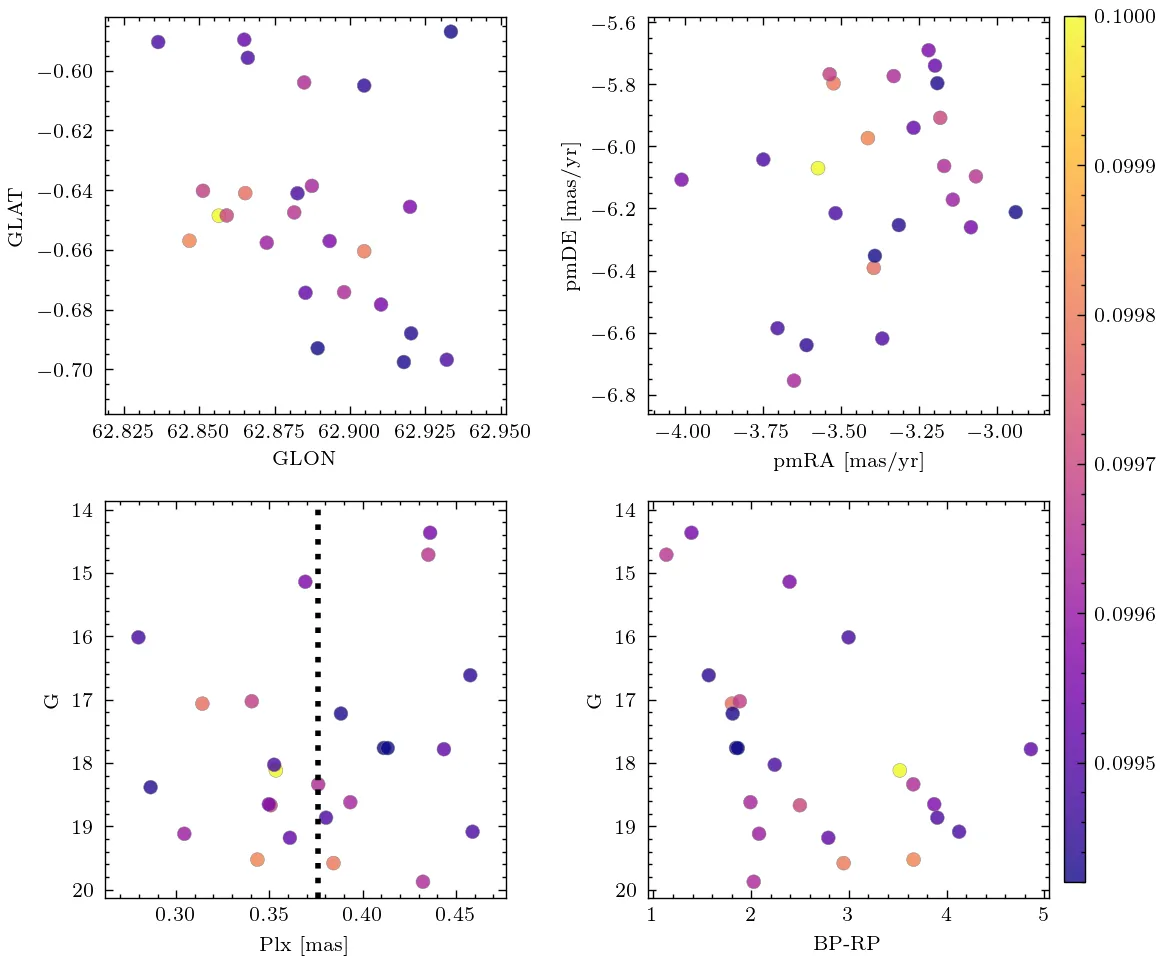 −0.60
−0.62
−0.64
−0.66
−0.68
−0.70
GLAT
62.825 62.850 62.875 62.900 62.925 62.950
GLON
−5.6
−5.8
−6.0
−6.2
−6.4
−6.6
−6.8
pmDE [mas/yr]
−4.00 −3.75 −3.50 −3.25 −3.00
pmRA [mas/yr]
14
15
16
17
18
19
20
G
0.30 0.35 0.40 0.45
Plx [mas]
14
15
16
17
18
19
20
G
1 2 3 4 5
BP-RP
0.1000
0.0999
0.0998
0.0997
0.0996
0.0995